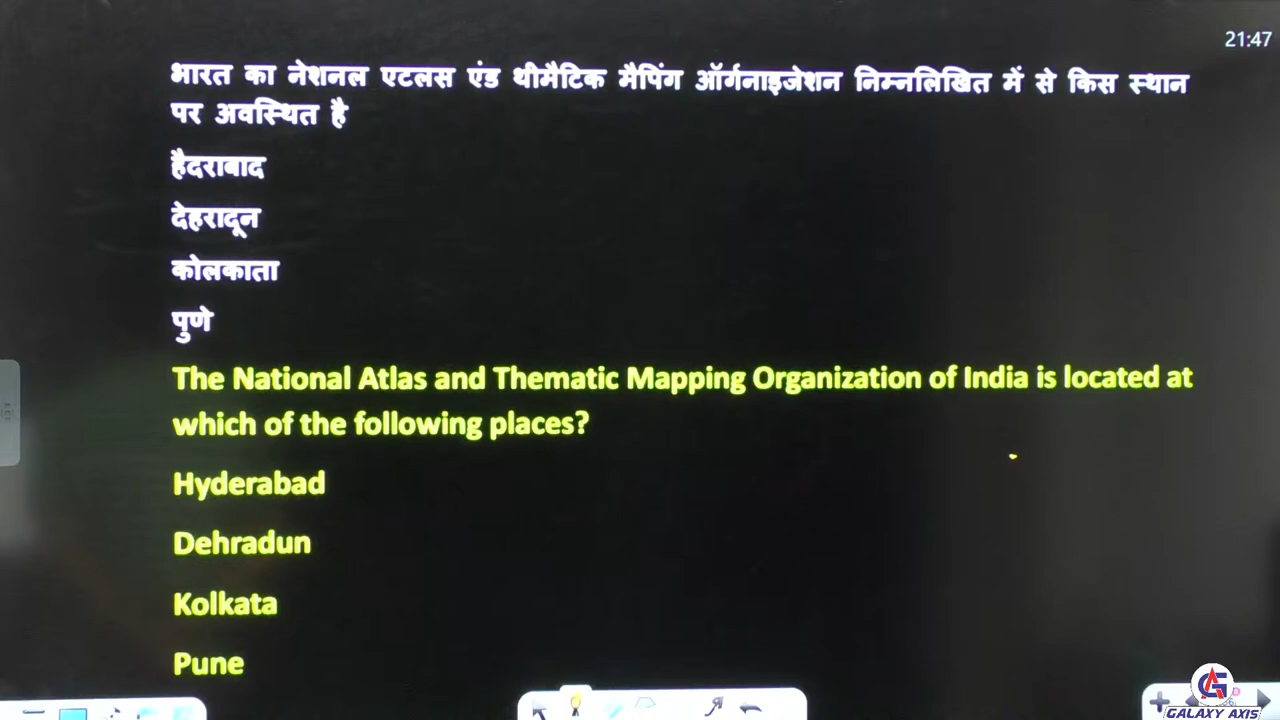 21:47
भारत का नेशनल एटलस एंड थीमैटिक मैपिंग ऑर्गनाइजेशन निम्नलिखित में से किस स्थान
पर अवस्थित है
हैदराबाद
देहरादून
कोलकाता
पुणे
The National Atlas and Thematic Mapping Organization of India is located at
which of the following places?
Hyderabad
Dehradun
Kolkata
Pune
GALAXY AXIS